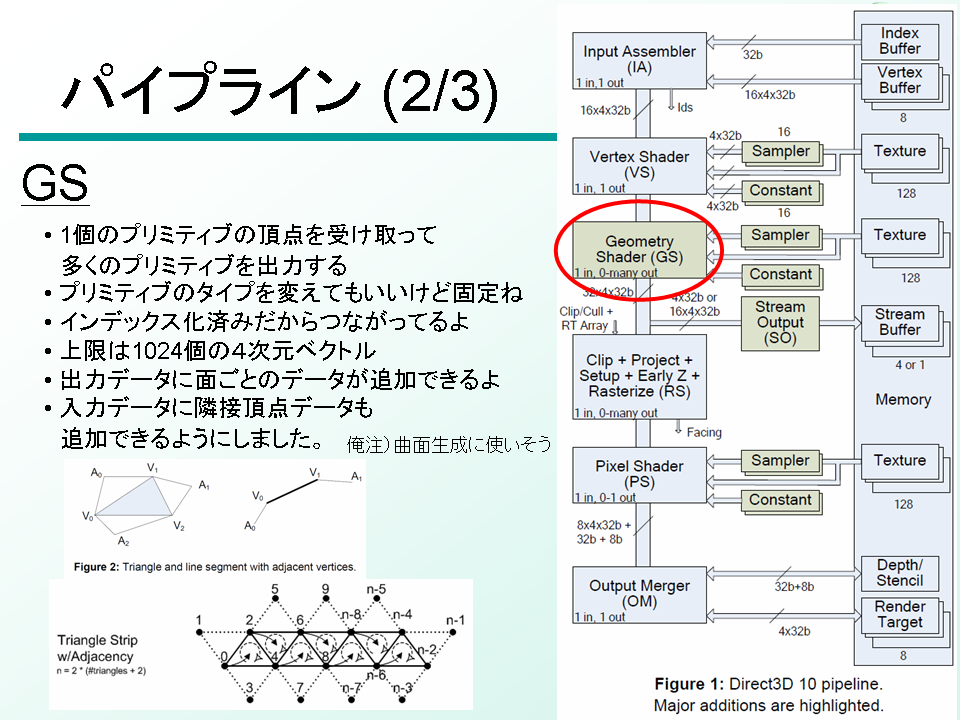 パイプライン (2/3)
GS
• 1個のプリミティブの頂点を受け取って
多くのプリミティブを出力する
• プリミティブのタイプを変えてもいいけど固定ね
• インデックス化済みだからつながってるよ
• 上限は1024個の４次元ベクトル
• 出力データに面ごとのデータが追加できるよ
• 入力データに隣接頂点データも
追加できるようにしました。
俺注）曲面生成に使いそう
A0
V1
A1
V0
V2
A2
V1
A1
V0
A0
Figure 2: Triangle and line segment with adjacent vertices.
Triangle Strip
w/Adjacency
n = 2 * (#triangles + 2)
5
9
n-5
1
2
6
n-8
n-4
n-1
0
4
8
n-6
n-2
3
7
n-7
n-3
Input Assembler
(IA)
1 in,1 out
32b
Index
Buffer
16x4x32b
Vertex
Buffer
8
16x4x32b
Ids
Vertex Shader
(VS)
1 in, 1 out
4x32b
16
Sampler
Constant
4x32b
16
Texture
128
Geometry
Shader (GS)
1 in, 0-many out
Sampler
Constant
Texture
128
32x4x32b
4x32b or
16x4x32b
Stream
Output
(SO)
Stream
Buffer
4 or 1
Clip/Cull +
RT Array
Clip + Project +
Setup + Early Z +
Rasterize (RS)
1 in, 0-many out
Memory
Facing
Pixel Shader
(PS)
1 in, 0-1 out
Sampler
Constant
Texture
128
8x4x32b +
32b + 8b
Output Merger
(OM)
1 in, 1 out
32b+8b
Depth/
Stencil
4x32b
Render
Target
8
Figure 1: Direct3D 10 pipeline.
Major additions are highlighted.